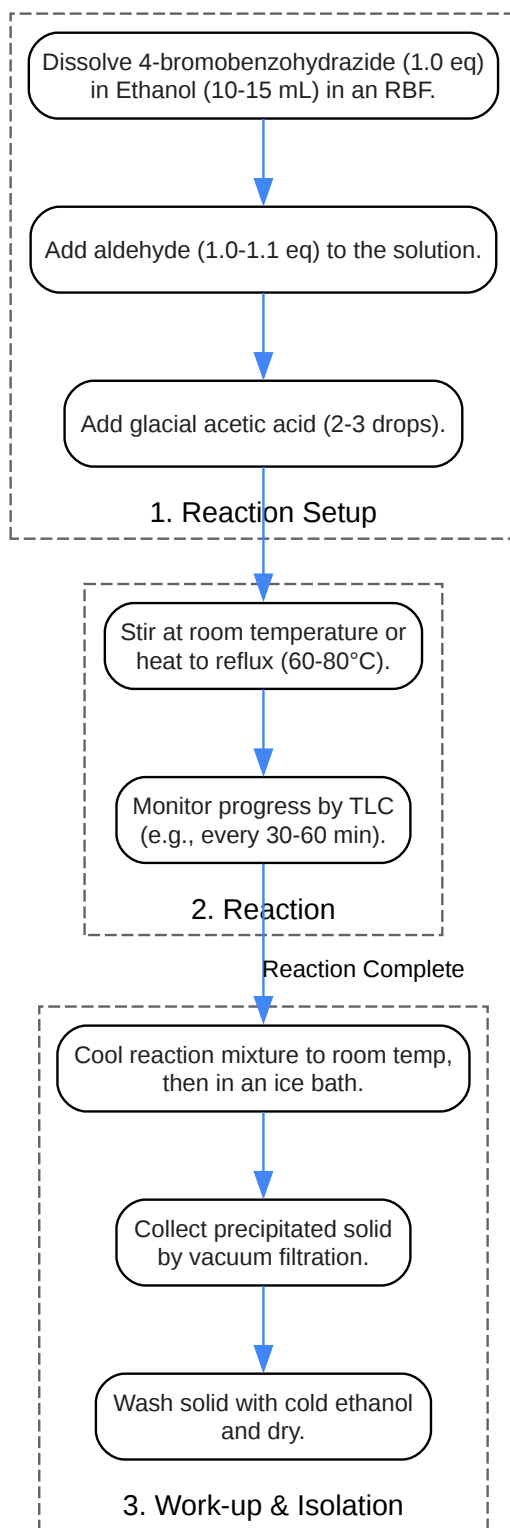 Dissolve 4-bromobenzohydrazide (1.0 eq)
in Ethanol (10-15 mL) in an RBF.
Add aldehyde (1.0-1.1 eq) to the solution.
Add glacial acetic acid (2-3 drops).
1. Reaction Setup
Stir at room temperature or
heat to reflux (60-80°C).
Monitor progress by TLC
(e.g., every 30-60 min).
2. Reaction
Reaction Complete
Cool reaction mixture to room temp,
then in an ice bath.
Collect precipitated solid
by vacuum filtration.
Wash solid with cold ethanol
and dry.
3. Work-up & Isolation